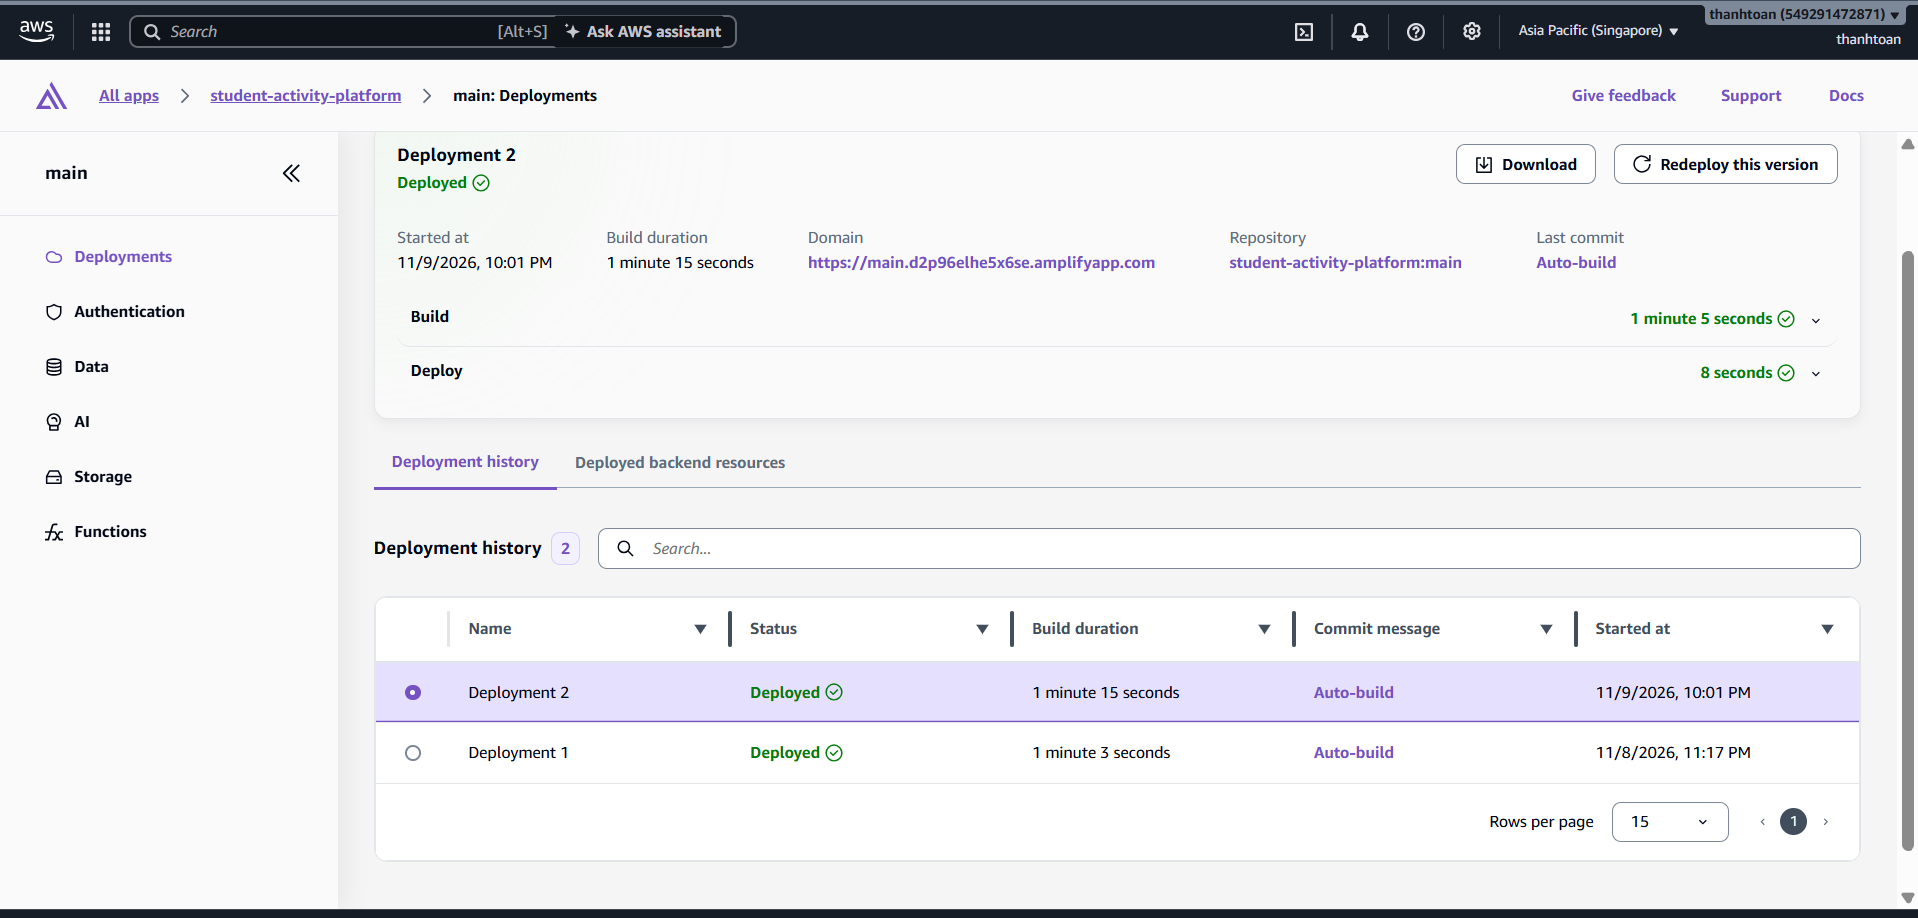 aws
Search [Alt+S] Ask AWS assistant
Asia Pacific (Singapore)
thanhtoan (549291472871)
thanhtoan
All apps > student-activity-platform > main: Deployments
Give feedback Support Docs
main
Deployments
Authentication
Data
AI
Storage
Functions
Deployment 2
Deployed
Download
Redeploy this version
Started at
11/9/2026, 10:01 PM
Build duration
1 minute 15 seconds
Domain
https://main.d2p96elhe5x6se.amplifyapp.com
Repository
student-activity-platform:main
Last commit
Auto-build
Build 1 minute 5 seconds
Deploy 8 seconds
Deployment history Deployed backend resources
Deployment history 2 Search...
Name Status Build duration Commit message Started at
Deployment 2 Deployed 1 minute 15 seconds Auto-build 11/9/2026, 10:01 PM
Deployment 1 Deployed 1 minute 3 seconds Auto-build 11/8/2026, 11:17 PM
Rows per page 15 1